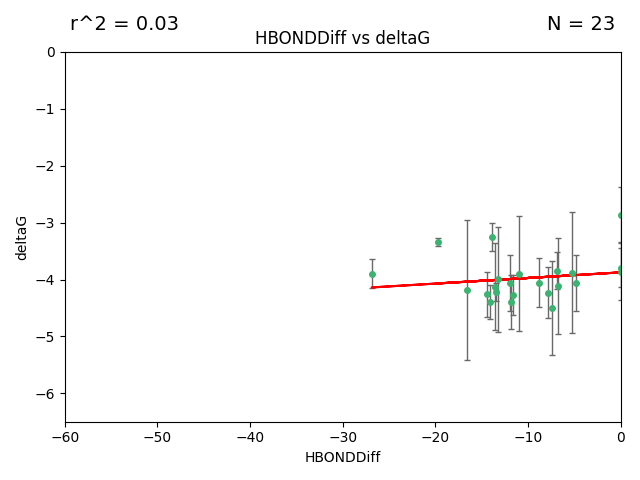 r^2 = 0.03
N = 23
HBONDDiff vs deltaG
0
−1
−2
−3
−4
−5
−6
deltaG
−60
−50
−40
−30
−20
−10
0
HBONDDiff